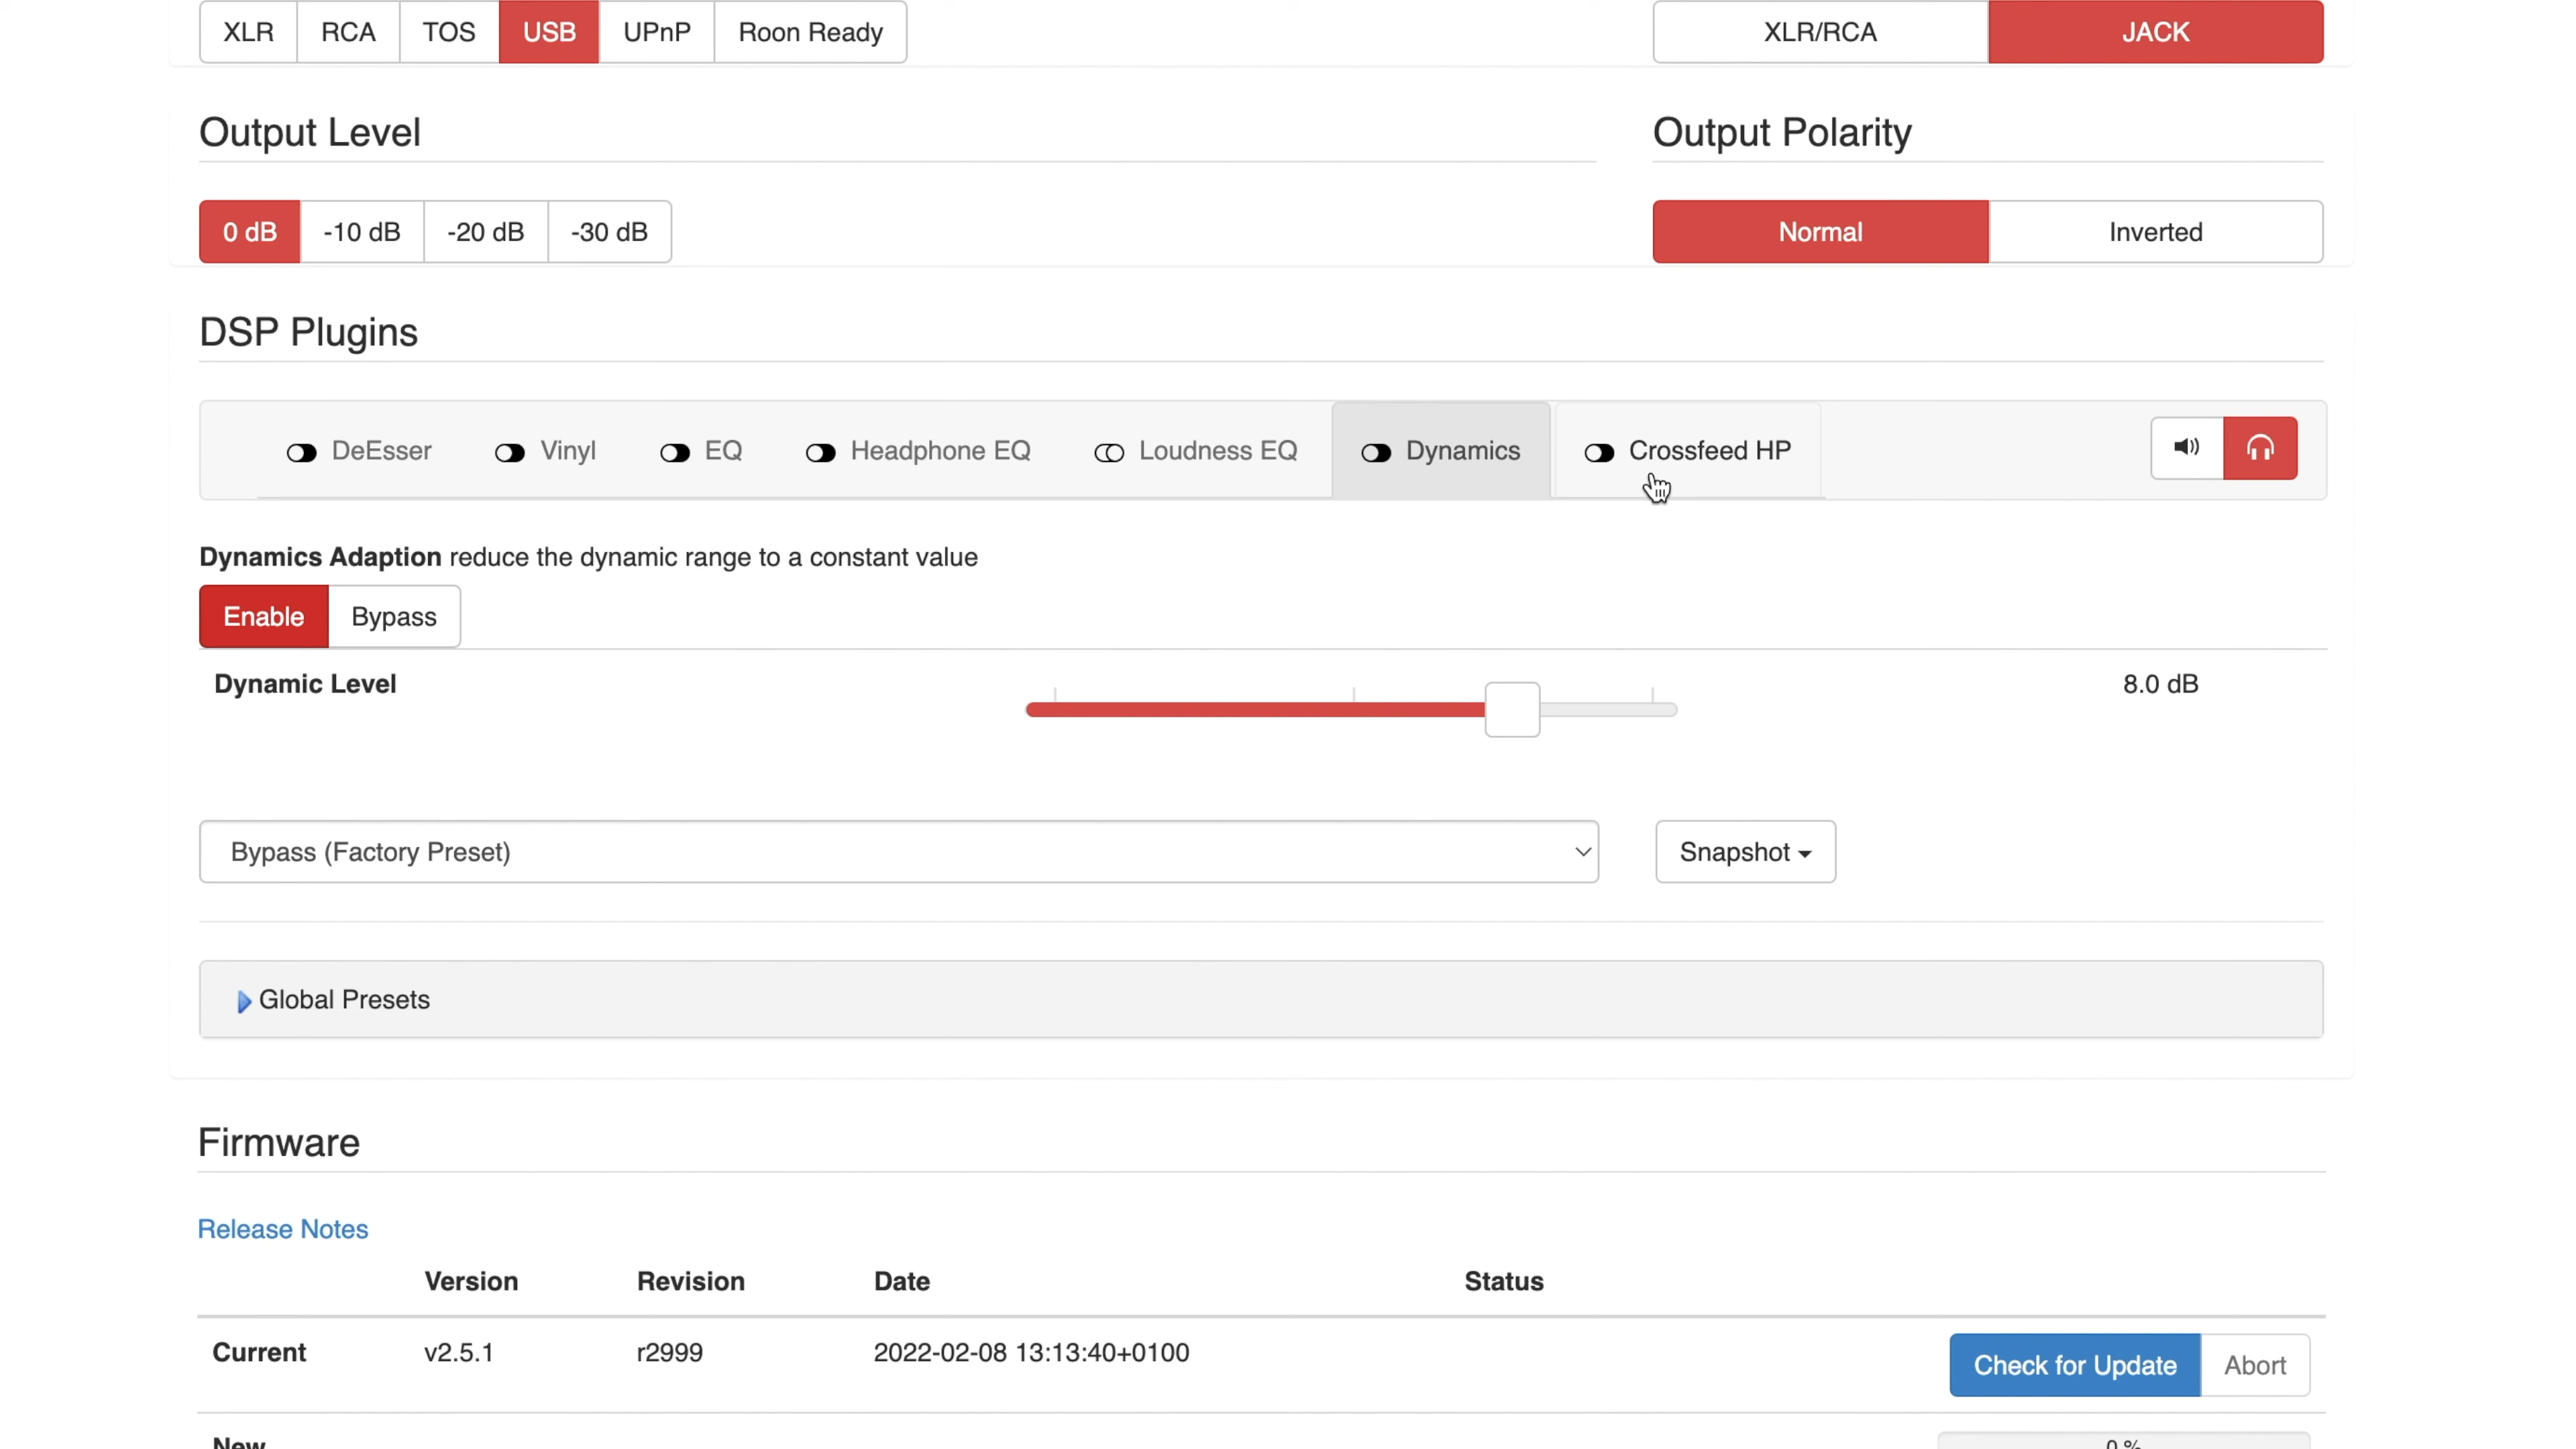 XLR RCA TOS USB UPnP Roon Ready XLR/RCA JACK
Output Level Output Polarity
0 dB -10 dB -20 dB -30 dB Normal Inverted
DSP Plugins
DeEsser Vinyl EQ Headphone EQ Loudness EQ Dynamics Crossfeed HP
Dynamics Adaption reduce the dynamic range to a constant value
Enable Bypass
Dynamic Level 8.0 dB
Bypass (Factory Preset) Snapshot
Global Presets
Firmware
Release Notes
Version Revision Date Status
Current v2.5.1 r2999 2022-02-08 13:13:40+0100 Check for Update Abort
New 0 %